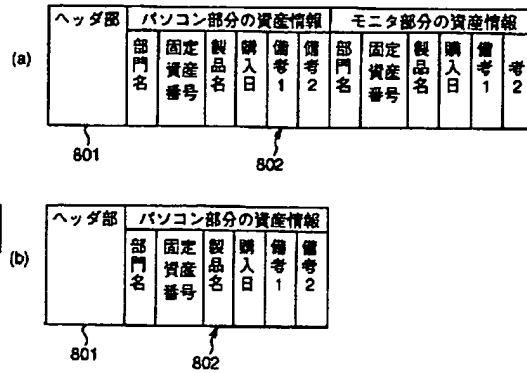 (a)
ヘッダ部 パソコン部分の資産情報 モニタ部分の資産情報
部門名 固定資産番号 製品名 購入日 備考1 備考2 部門名 固定資産番号 製品名 購入日 備考1 考2
801 802
(b)
ヘッダ部 パソコン部分の資産情報
部門名 固定資産番号 製品名 購入日 備考1 備考2
801 802